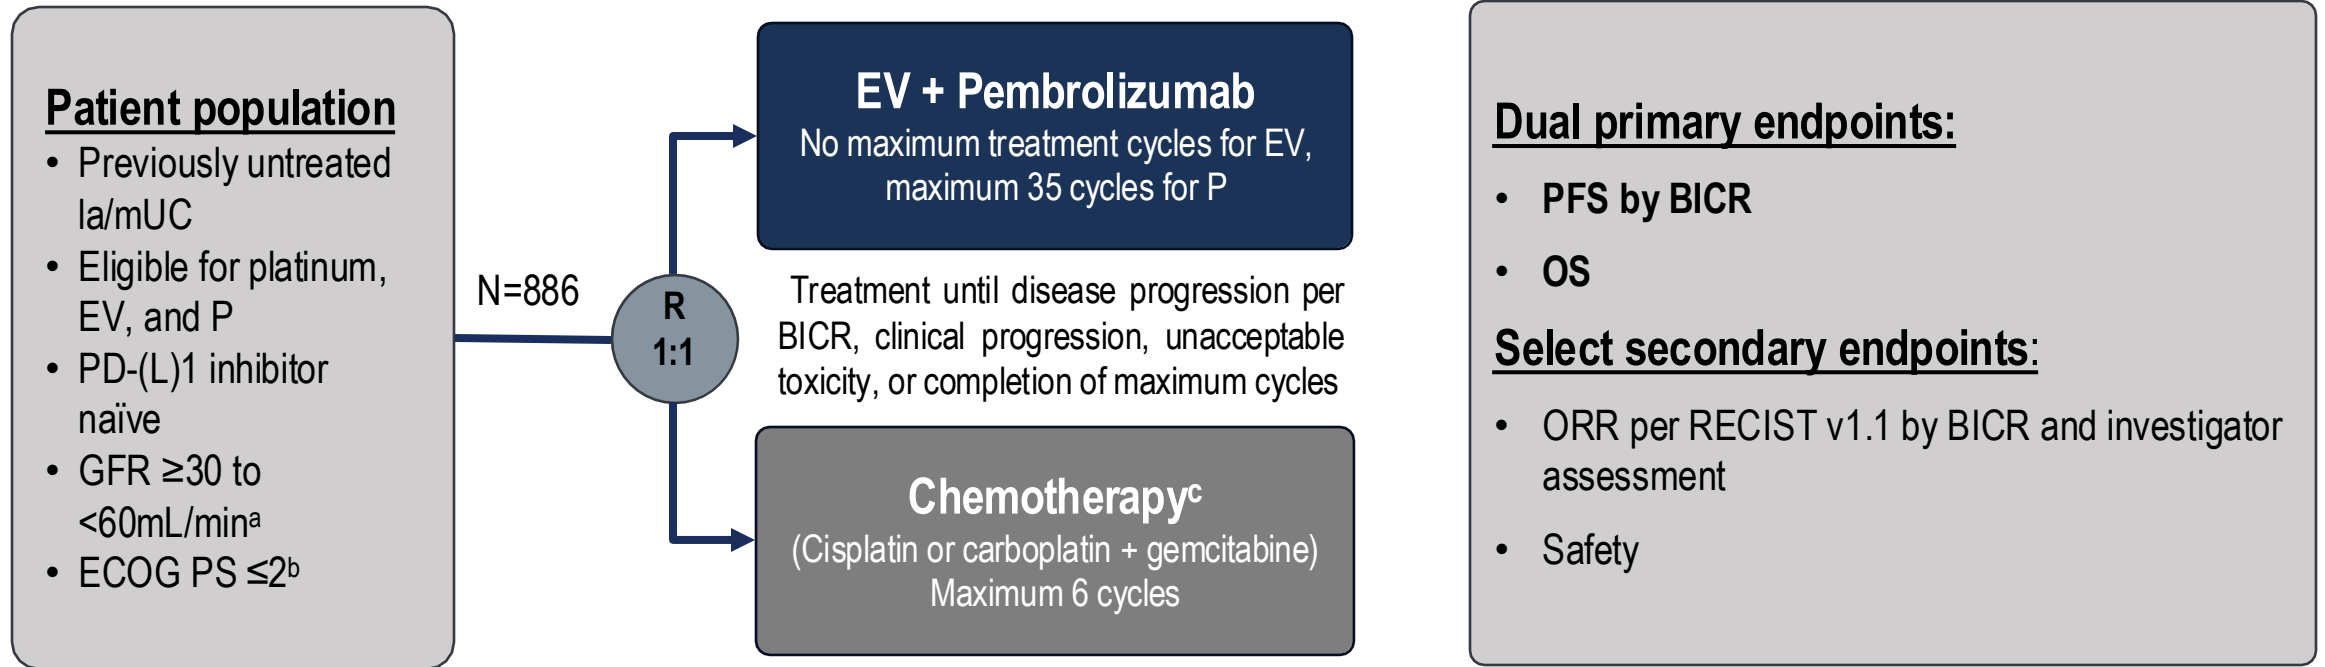 Patient population
• Previously untreated
la/mUC
• Eligible for platinum,
EV, and P
• PD-(L)1 inhibitor
naïve
• GFR ≥30 to
<60mL/minᵃ
• ECOG PS ≤2ᵇ
N=886
R
1:1
EV + Pembrolizumab
No maximum treatment cycles for EV,
maximum 35 cycles for P
Treatment until disease progression per
BICR, clinical progression, unacceptable
toxicity, or completion of maximum cycles
Chemotherapyᶜ
(Cisplatin or carboplatin + gemcitabine)
Maximum 6 cycles
Dual primary endpoints:
• PFS by BICR
• OS
Select secondary endpoints:
• ORR per RECIST v1.1 by BICR and investigator
assessment
• Safety